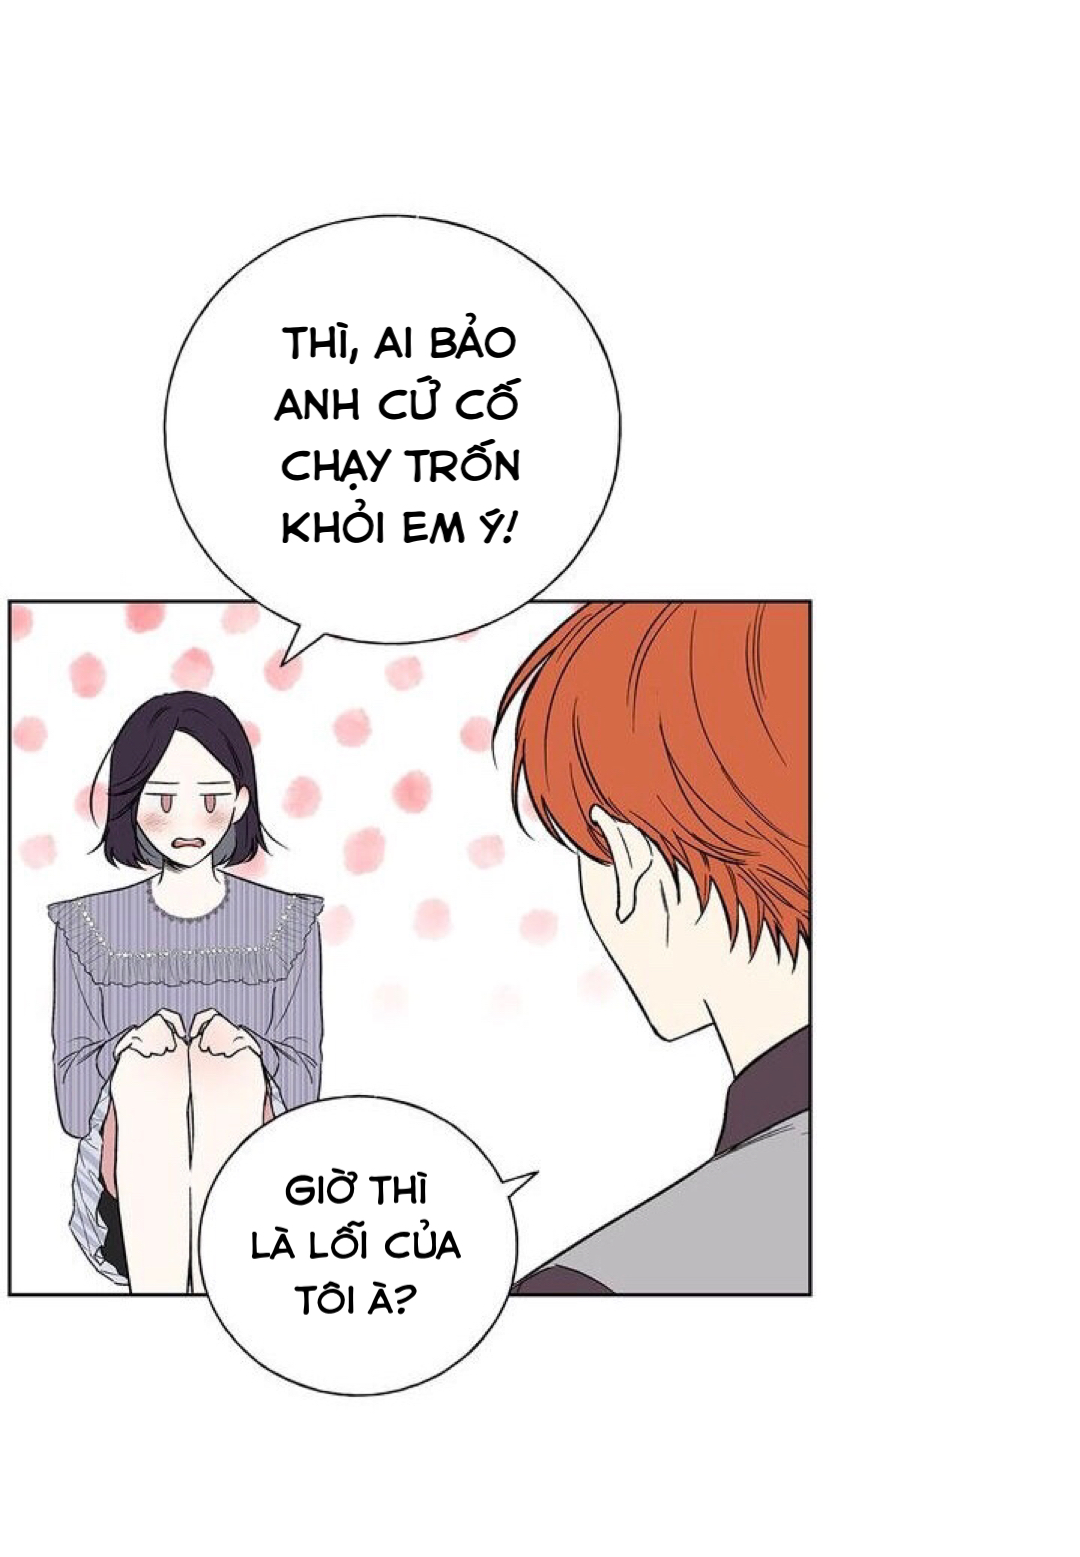 THÌ, AI BẢO
ANH CỨ CỐ
CHẠY TRỐN
KHỎI EM Ý!
GIỜ THÌ
LÀ LỖI CỦA
TÔI À?